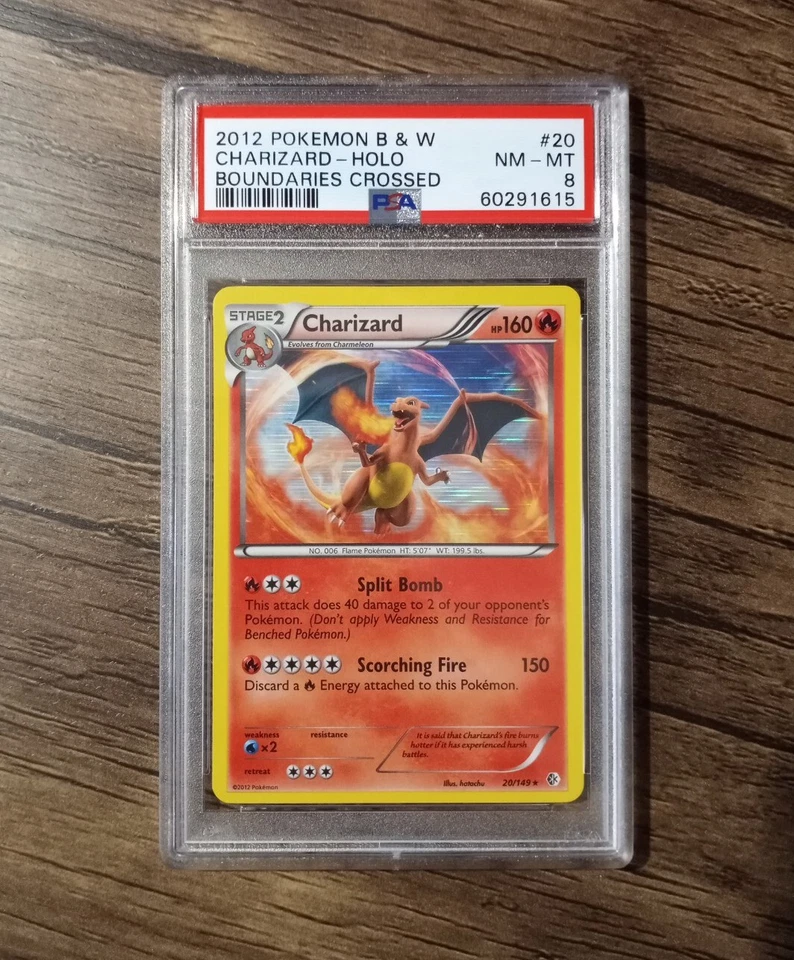 2012 POKEMON B & W #20
CHARIZARD - HOLO NM - MT
BOUNDARIES CROSSED 8
PSA 60291615
STAGE2 Charizard HP160
Evolves from Charmeleon
NO. 006 Flame Pokémon HT: 5'07" WT: 199.5 lbs.
Split Bomb
This attack does 40 damage to 2 of your opponent's
Pokémon. (Don't apply Weakness and Resistance for
Benched Pokémon.)
Scorching Fire 150
Discard a Energy attached to this Pokémon.
weakness resistance
×2
It is said that Charizard's fire burns
hotter if it has experienced harsh
battles.
retreat
©2012 Pokémon Illus. hatachu 20/149